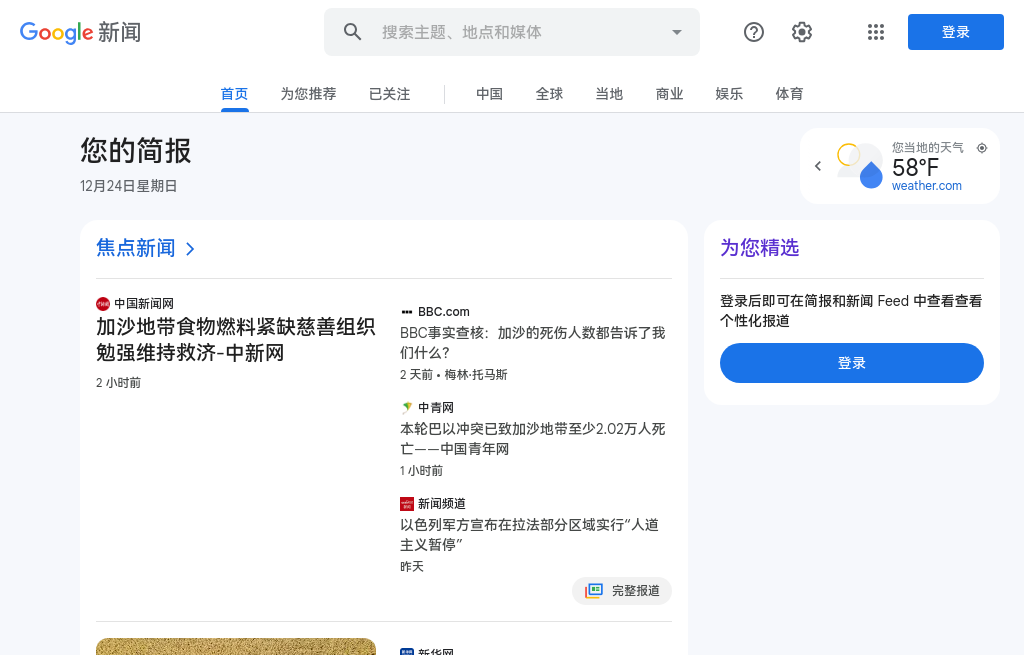 Google 新闻
搜索主题、地点和媒体
登录
首页
为您推荐
已关注
中国
全球
当地
商业
娱乐
体育
您的简报
12月24日星期日
您当地的天气
58°F
weather.com
焦点新闻
中国新闻网
加沙地带食物燃料紧缺慈善组织
勉强维持救济-中新网
2 小时前
BBC.com
BBC事实查核：加沙的死伤人数都告诉了我
们什么？
2 天前 • 梅林·托马斯
中青网
本轮巴以冲突已致加沙地带至少2.02万人死
亡——中国青年网
1 小时前
新闻频道
以色列军方宣布在拉法部分区域实行“人道
主义暂停”
昨天
完整报道
新华网
为您精选
登录后即可在简报和新闻 Feed 中查看查看
个性化报道
登录